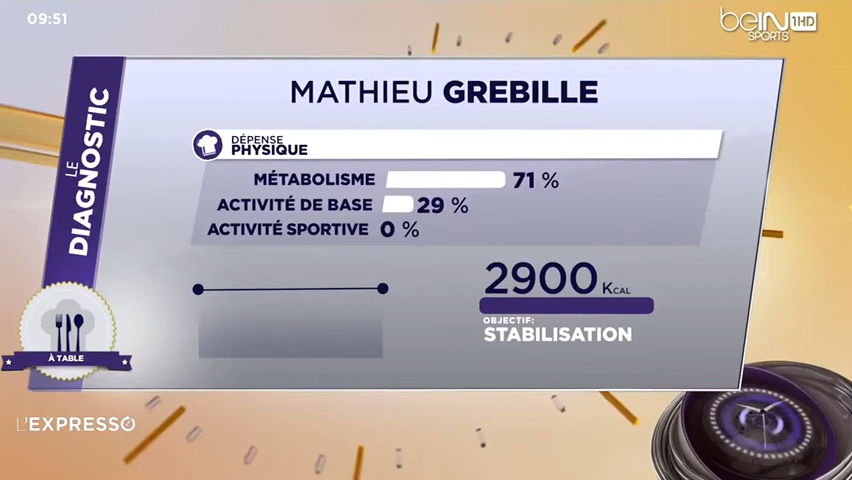 09:51
beIN 1HD
SPORTS
LE
DIAGNOSTIC
MATHIEU GREBILLE
DÉPENSE
PHYSIQUE
MÉTABOLISME 71 %
ACTIVITÉ DE BASE 29 %
ACTIVITÉ SPORTIVE 0 %
2900 KCAL
OBJECTIF:
STABILISATION
À TABLE
L'EXPRESSO